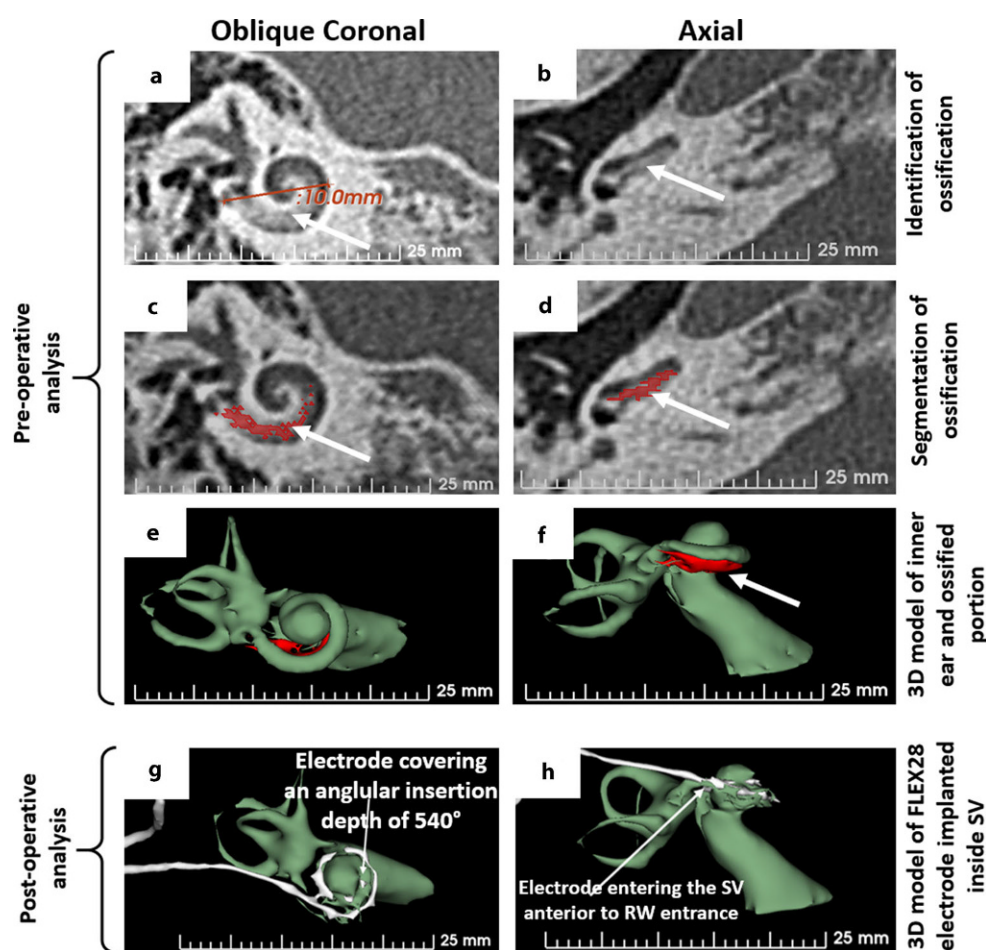 Oblique Coronal
Axial
Pre-operative
analysis
a
:10.0mm
25 mm
b
25 mm
Identification of
ossification
c
25 mm
d
25 mm
Segmentation of
ossification
e
25 mm
f
25 mm
3D model of inner
ear and ossified
portion
Post-operative
analysis
g
Electrode covering
an anglular insertion
depth of 540°
25 mm
h
Electrode entering the SV
anterior to RW entrance
25 mm
3D model of FLEX28
electrode implanted
inside SV